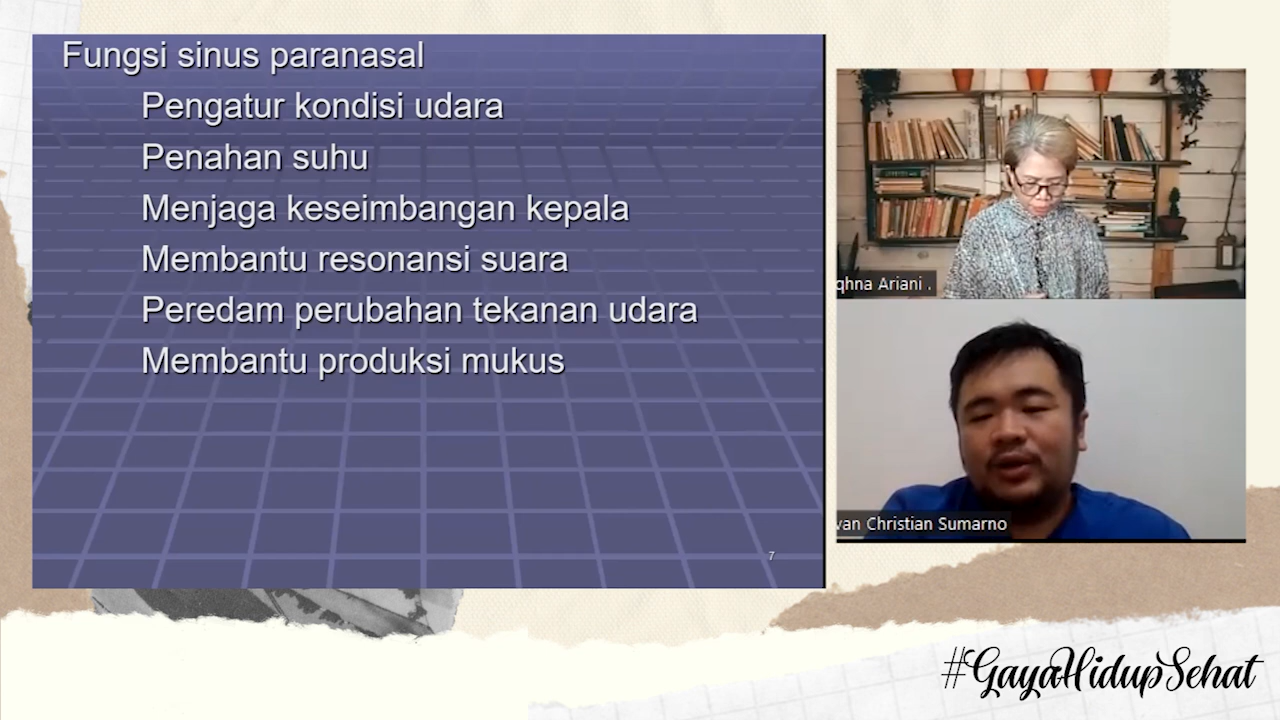 Fungsi sinus paranasal
Pengatur kondisi udara
Penahan suhu
Menjaga keseimbangan kepala
Membantu resonansi suara
Peredam perubahan tekanan udara
Membantu produksi mukus
7
qhna Ariani .
van Christian Sumarno
#GayaHidupSehat